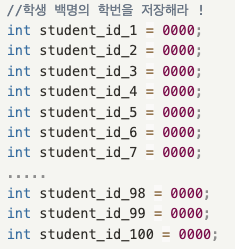 //학생 백명의 학번을 저장해라 !
int student_id_1 = 0000;
int student_id_2 = 0000;
int student_id_3 = 0000;
int student_id_4 = 0000;
int student_id_5 = 0000;
int student_id_6 = 0000;
int student_id_7 = 0000;
.....
int student_id_98 = 0000;
int student_id_99 = 0000;
int student_id_100 = 0000;